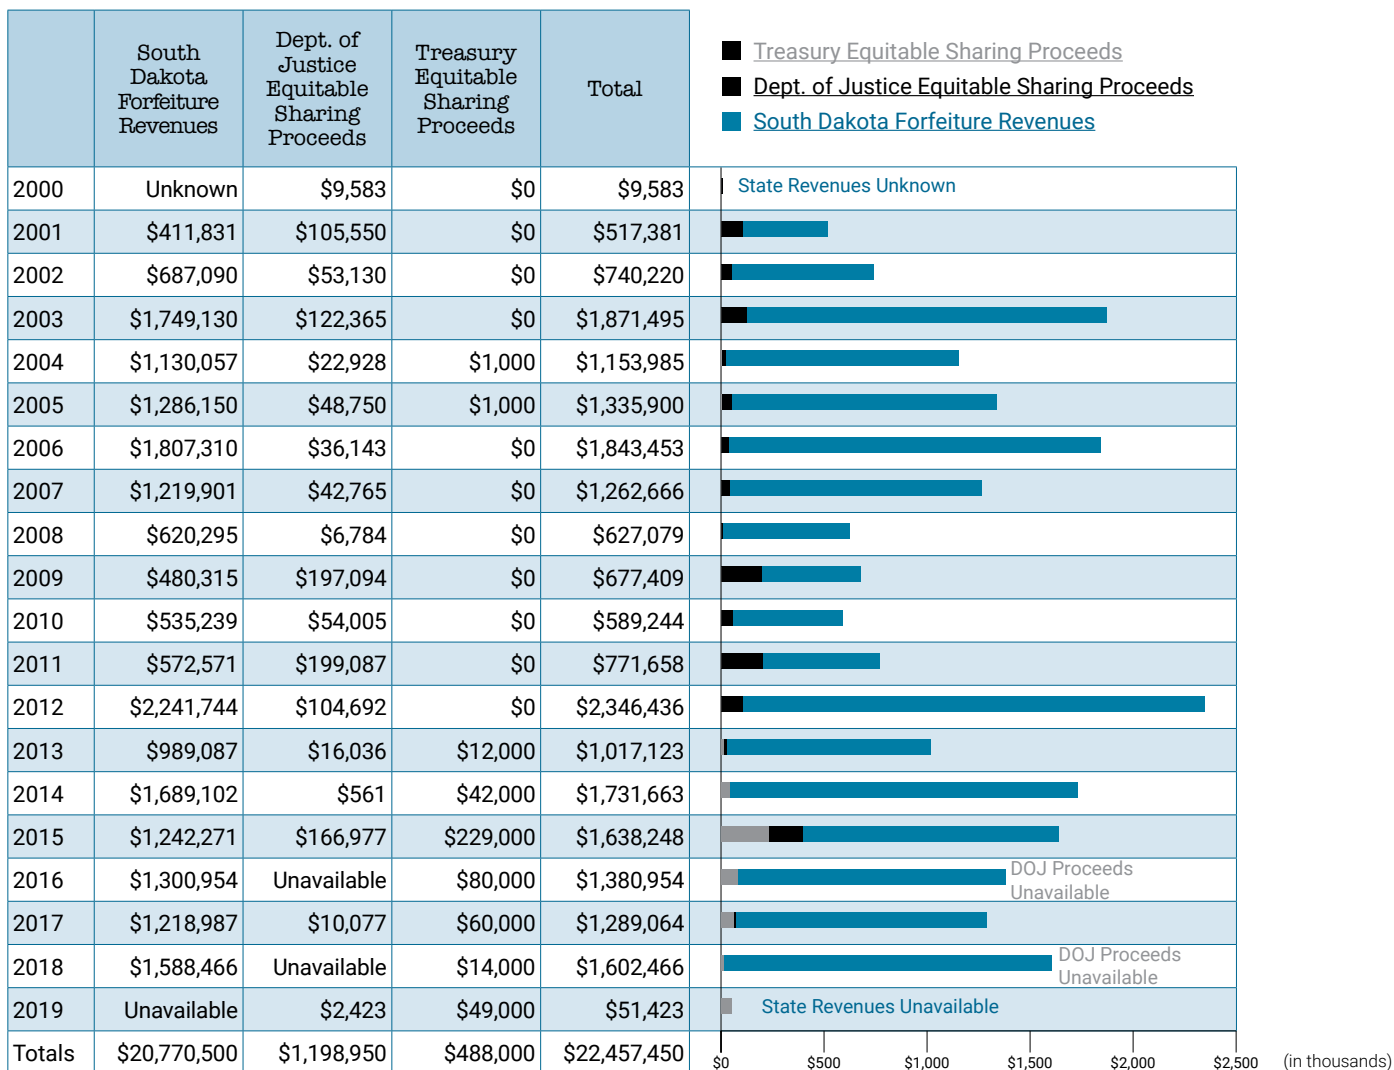 South
Dakota
Forfeiture
Revenues
Dept. of
Justice
Equitable
Sharing
Proceeds
Treasury
Equitable
Sharing
Proceeds
Total
Treasury Equitable Sharing Proceeds
Dept. of Justice Equitable Sharing Proceeds
South Dakota Forfeiture Revenues
2000 Unknown $9,583 $0 $9,583 State Revenues Unknown
2001 $411,831 $105,550 $0 $517,381
2002 $687,090 $53,130 $0 $740,220
2003 $1,749,130 $122,365 $0 $1,871,495
2004 $1,130,057 $22,928 $1,000 $1,153,985
2005 $1,286,150 $48,750 $1,000 $1,335,900
2006 $1,807,310 $36,143 $0 $1,843,453
2007 $1,219,901 $42,765 $0 $1,262,666
2008 $620,295 $6,784 $0 $627,079
2009 $480,315 $197,094 $0 $677,409
2010 $535,239 $54,005 $0 $589,244
2011 $572,571 $199,087 $0 $771,658
2012 $2,241,744 $104,692 $0 $2,346,436
2013 $989,087 $16,036 $12,000 $1,017,123
2014 $1,689,102 $561 $42,000 $1,731,663
2015 $1,242,271 $166,977 $229,000 $1,638,248
2016 $1,300,954 Unavailable $80,000 $1,380,954 DOJ Proceeds
Unavailable
2017 $1,218,987 $10,077 $60,000 $1,289,064
2018 $1,588,466 Unavailable $14,000 $1,602,466 DOJ Proceeds
Unavailable
2019 Unavailable $2,423 $49,000 $51,423 State Revenues Unavailable
Totals $20,770,500 $1,198,950 $488,000 $22,457,450
$0 $500 $1,000 $1,500 $2,000 $2,500 (in thousands)